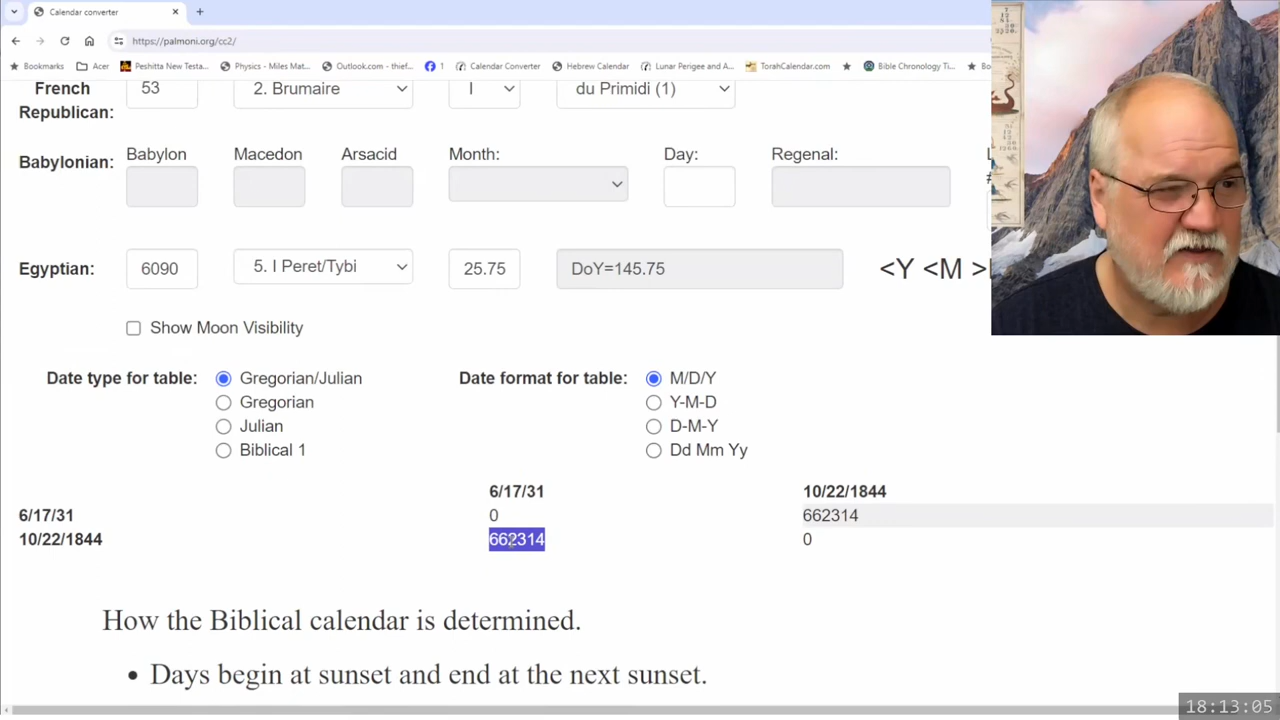 Calendar converter
https://palmoni.org/cc2/
Bookmarks Acer Peshitta New Testa... Physics - Miles Mat... Outlook.com - thief... 1 Calendar Converter Hebrew Calendar Lunar Perigee and A... TorahCalendar.com Bible Chronology Ti...
French Republican: 53 2. Brumaire I du Primidi (1)
Babylon Macedon Arsacid Month: Day: Regenal:
Babylonian:
Egyptian: 6090 5. I Peret/Tybi 25.75 DoY=145.75 <Y <M >
Show Moon Visibility
Date type for table: Gregorian/Julian Date format for table: M/D/Y
Gregorian Y-M-D
Julian D-M-Y
Biblical 1 Dd Mm Yy
6/17/31 10/22/1844
6/17/31 0 662314
10/22/1844 662314 0
How the Biblical calendar is determined.
• Days begin at sunset and end at the next sunset.
18:13:05